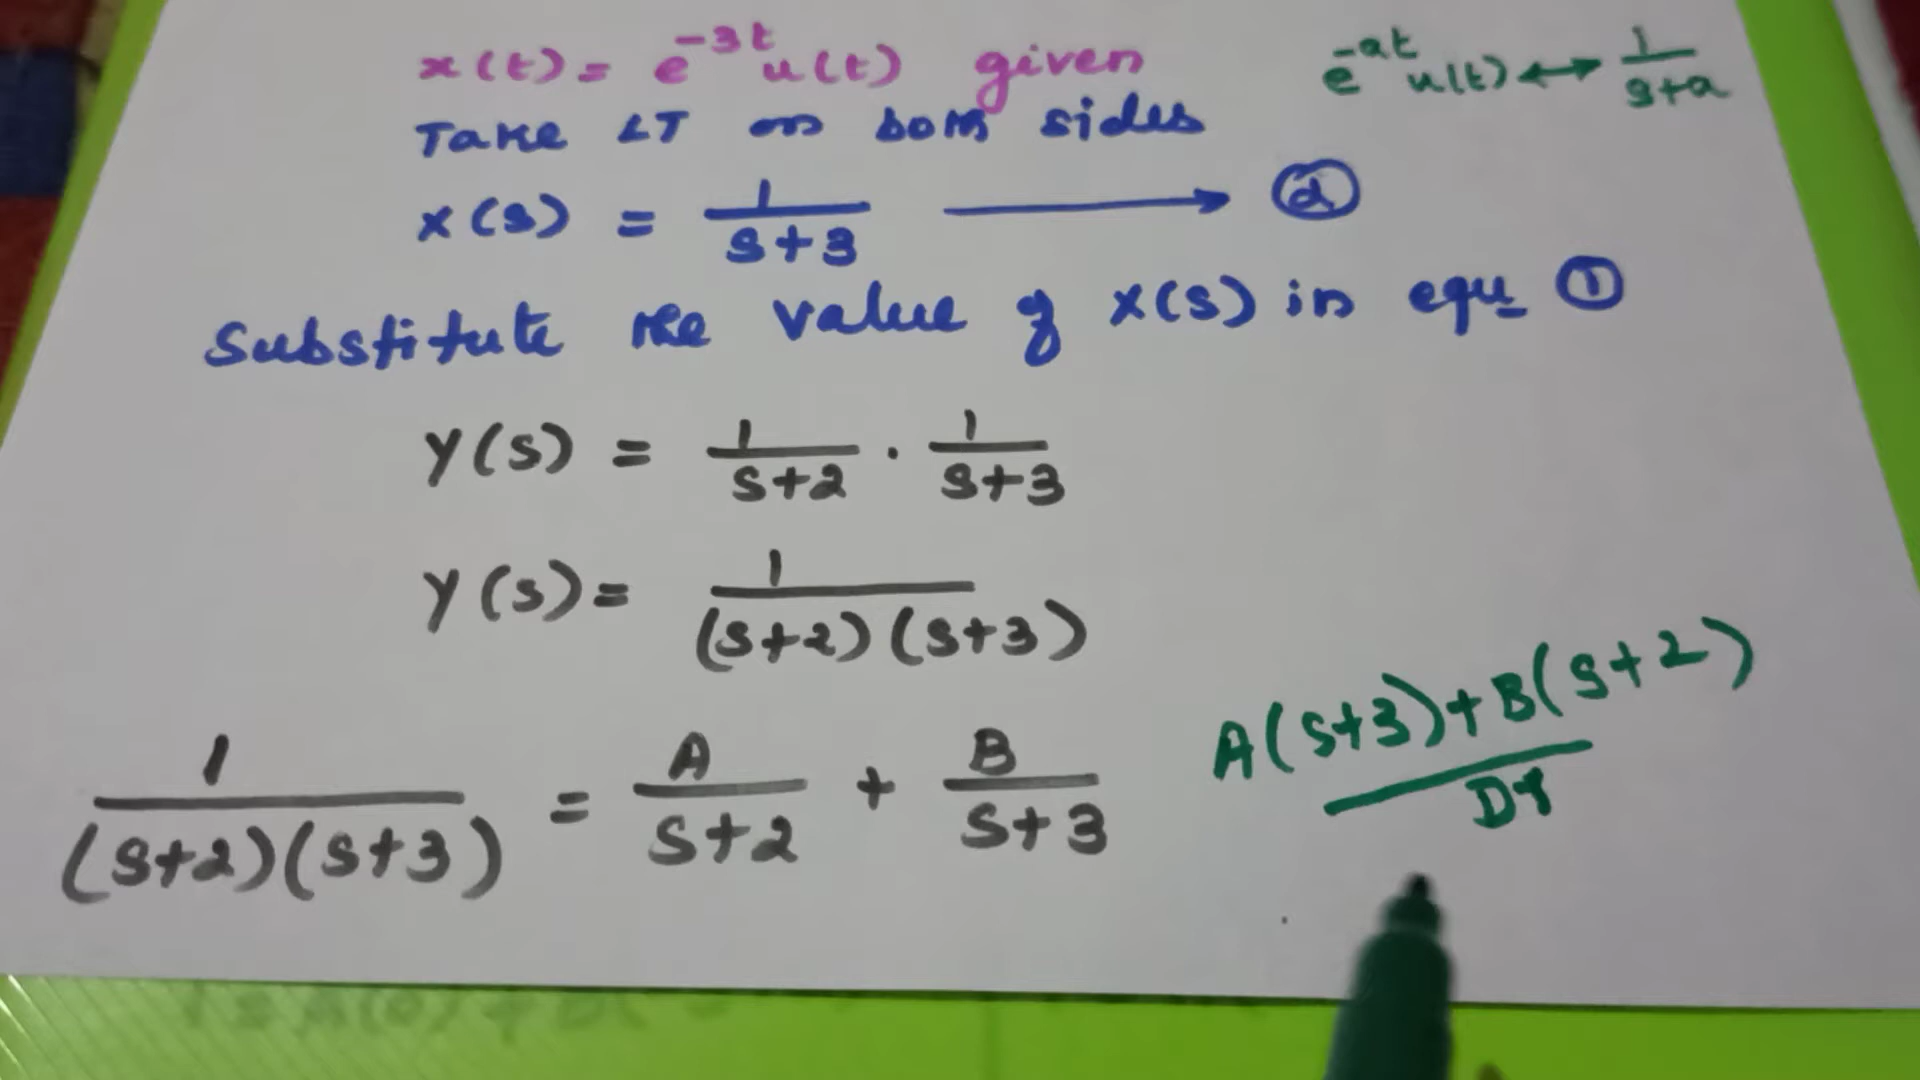 x(t) = e^{-3t} u(t) given
e^{-at} u(t) ↔ 1/(s+a)
Take LT on both sides
X(s) = 1/(s+3) → ②
Substitute the value of X(s) in equ ①
Y(s) = 1/(s+2) · 1/(s+3)
Y(s) = 1/((s+2)(s+3))
1/((s+2)(s+3)) = A/(s+2) + B/(s+3)
(A(s+3)+B(s+2))/Dr